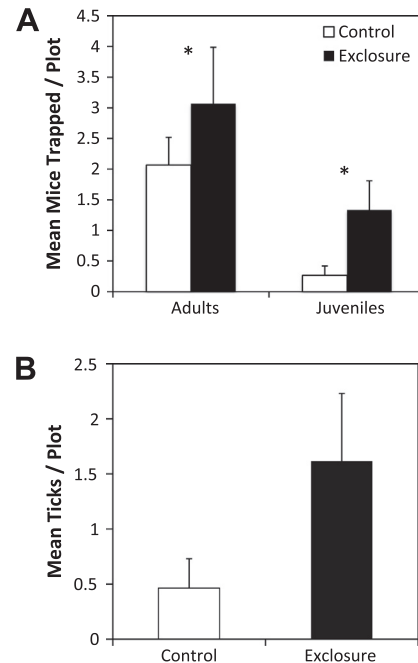 A
Mean Mice Trapped / Plot
4.5
4
3.5
3
2.5
2
1.5
1
0.5
0
Control
Exclosure
*
*
Adults
Juveniles
B
Mean Ticks / Plot
2.5
2
1.5
1
0.5
0
Control
Exclosure